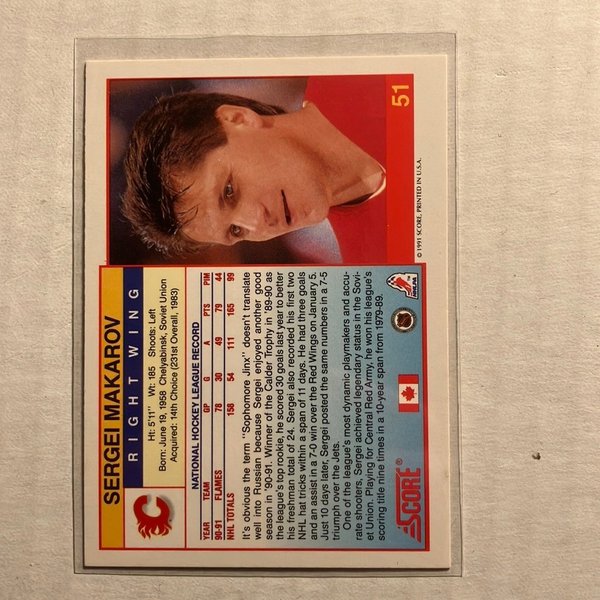 SERGEI MAKAROV
RIGHT WING
Ht: 5'11" Wt: 185 Shoots: Left
Born: June 19, 1958 Chelyabinsk, Soviet Union
Acquired: 14th Choice (231st Overall, 1983)
NATIONAL HOCKEY LEAGUE RECORD
YEAR TEAM GP G A PTS PIM
90-91 FLAMES 78 30 49 79 44
NHL TOTALS 158 54 111 165 99
It's obvious the term "Sophomore Jinx" doesn't translate
well into Russian because Sergei enjoyed another good
season in '90-91. Winner of the Calder Trophy in '89-90 as
the league's top rookie, he scored 30 goals last year to better
his freshman total of 24. Sergei also recorded his first two
NHL hat tricks within a span of 11 days. He had three goals
and an assist in a 7-0 win over the Red Wings on January 5.
Just 10 days later, Sergei posted the same numbers in a 7-5
triumph over the Jets.
One of the league's most dynamic playmakers and accu-
rate shooters, Sergei achieved legendary status in the Sovi-
et Union. Playing for Central Red Army, he won his league's
scoring title nine times in a 10-year span from 1979-89.
SCORE®
NHL
NHLPA
© 1991 SCORE, PRINTED IN U.S.A.
51